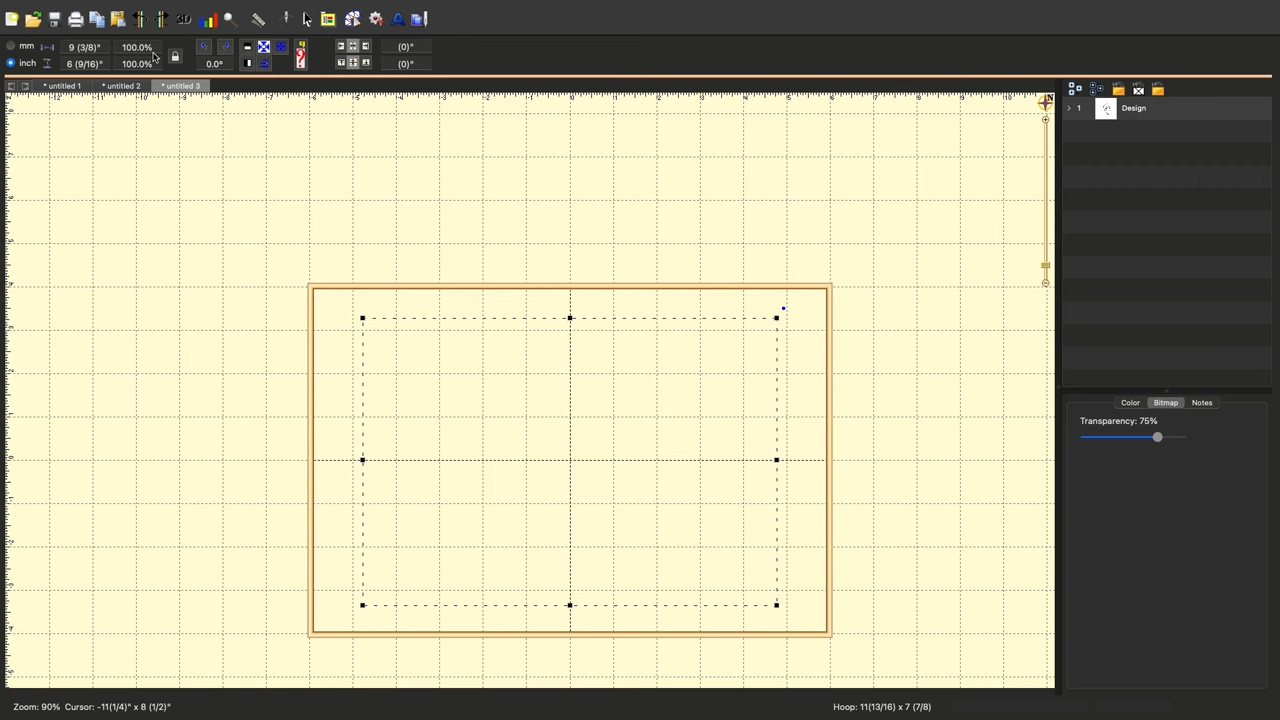 mm 9 (3/8)" 100.0% (0)"
inch 6 (9/16)" 100.0% 0.0° (0)"
* untitled 1 * untitled 2 * untitled 3
N
1 Design
Color Bitmap Notes
Transparency: 75%
Zoom: 90% Cursor: -11(1/4)" x 8 (1/2)" Hoop: 11(13/16) x 7 (7/8)